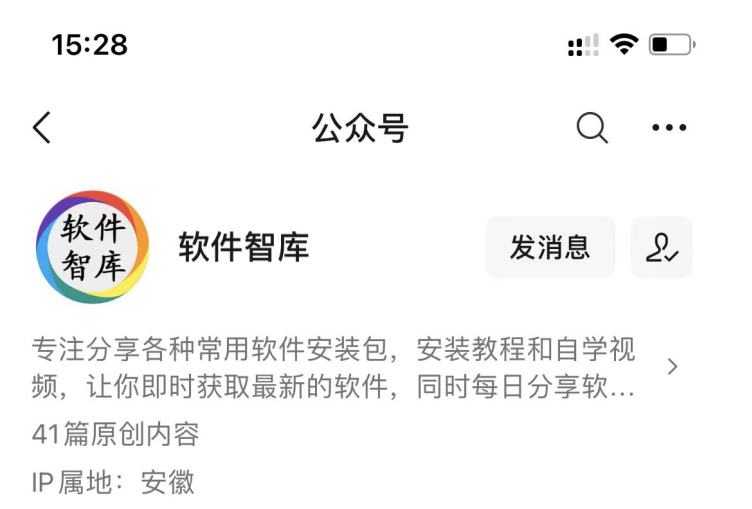 15:28
公众号
软件
智库
软件智库
发消息
专注分享各种常用软件安装包，安装教程和自学视
频，让你即时获取最新的软件，同时每日分享软...
41篇原创内容
IP属地：安徽